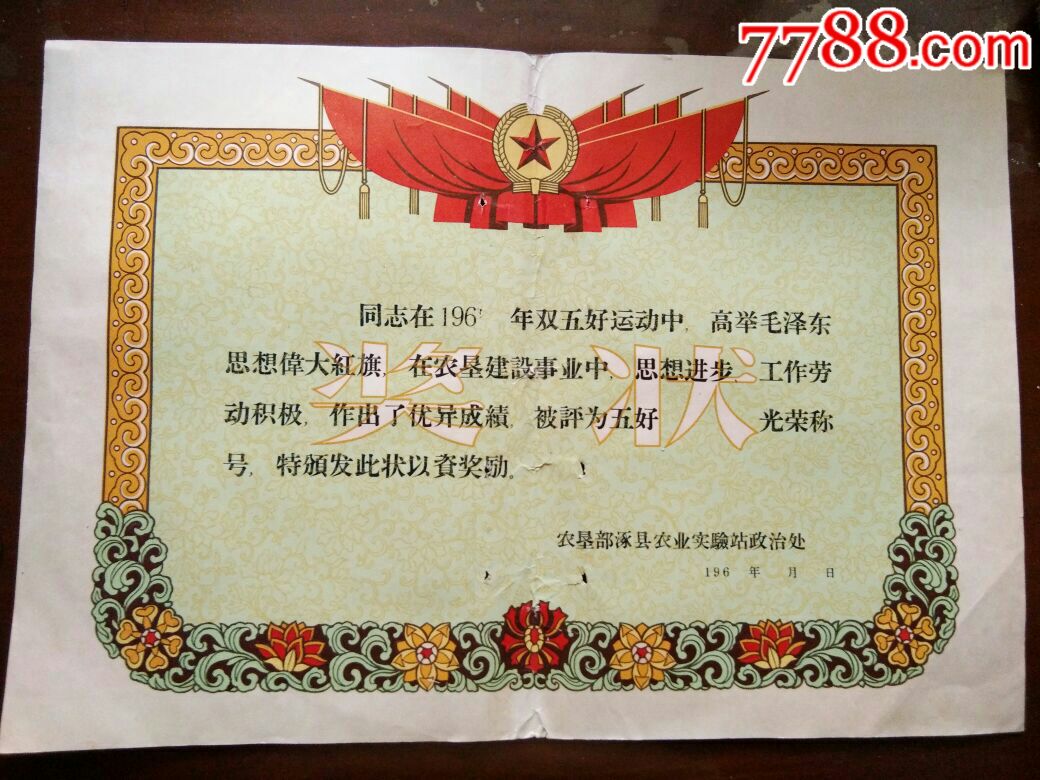 7788.com
奖状
同志在196 年双五好运动中，高举毛泽东
思想偉大紅旗，在农垦建設事业中，思想进步，工作劳
动积极，作出了优异成績，被評为五好 光荣称
号，特頒发此状以資奖励。
农垦部涿县农业实驗站政治处
196 年 月 日